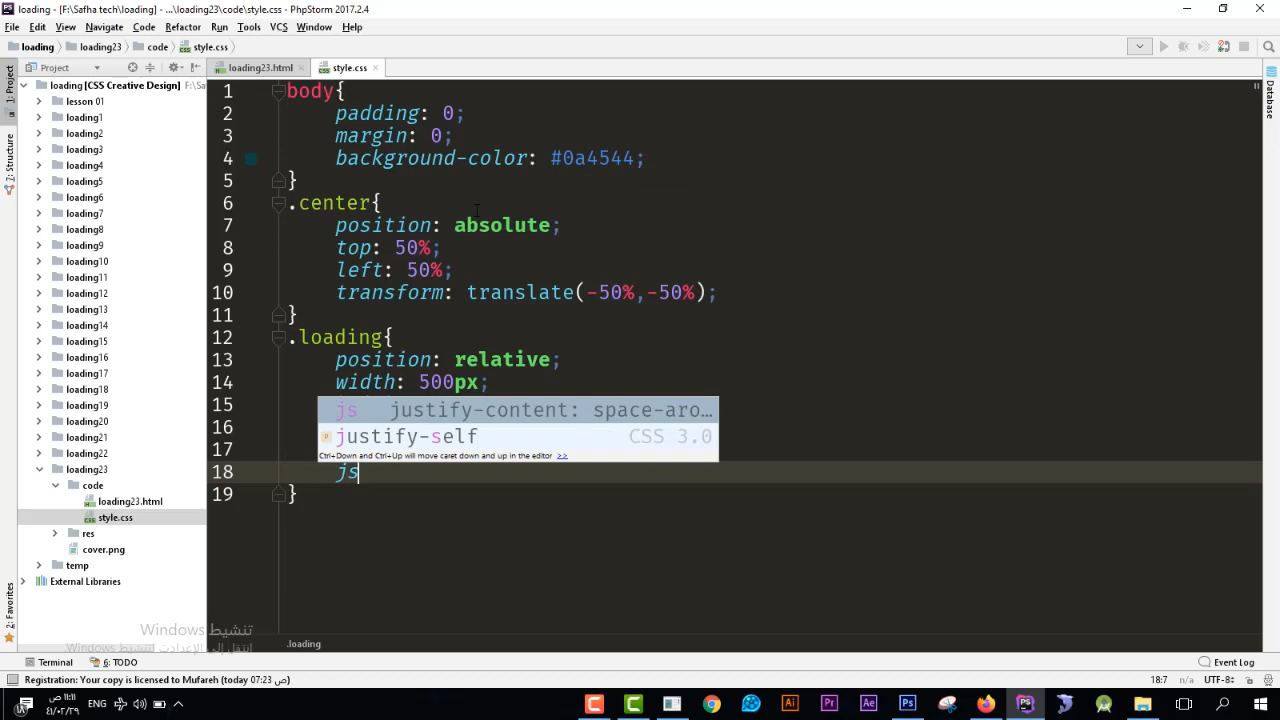 loading - [F:\Safha tech\loading] - ...\loading23\code\style.css - PhpStorm 2017.2.4
File Edit View Navigate Code Refactor Run Tools VCS Window Help
loading loading23 code style.css
Project loading23.html style.css
1: Project
7: Structure
2: Favorites
Database
loading [CSS Creative Design] F:\Sa
lesson 01
loading1
loading2
loading3
loading4
loading5
loading6
loading7
loading8
loading9
loading10
loading11
loading12
loading13
loading14
loading15
loading16
loading17
loading18
loading19
loading20
loading21
loading22
loading23
code
loading23.html
style.css
res
cover.png
temp
External Libraries
1 body{
2 padding: 0;
3 margin: 0;
4 background-color: #0a4544;
5 }
6 .center{
7 position: absolute;
8 top: 50%;
9 left: 50%;
10 transform: translate(-50%,-50%);
11 }
12 .loading{
13 position: relative;
14 width: 500px;
15 js justify-content: space-aro…
16 justify-self CSS 3.0
Ctrl+Down and Ctrl+Up will move caret down and up in the editor >>
17
18 js
19 }
تنشيط Windows
انتقل إلى الإعدادت لتنشيط Windows
.loading
Terminal 6: TODO Event Log
Registration: Your copy is licensed to Mufareh (today 07:23 ص) 18:7 n/a UTF-8
ENG